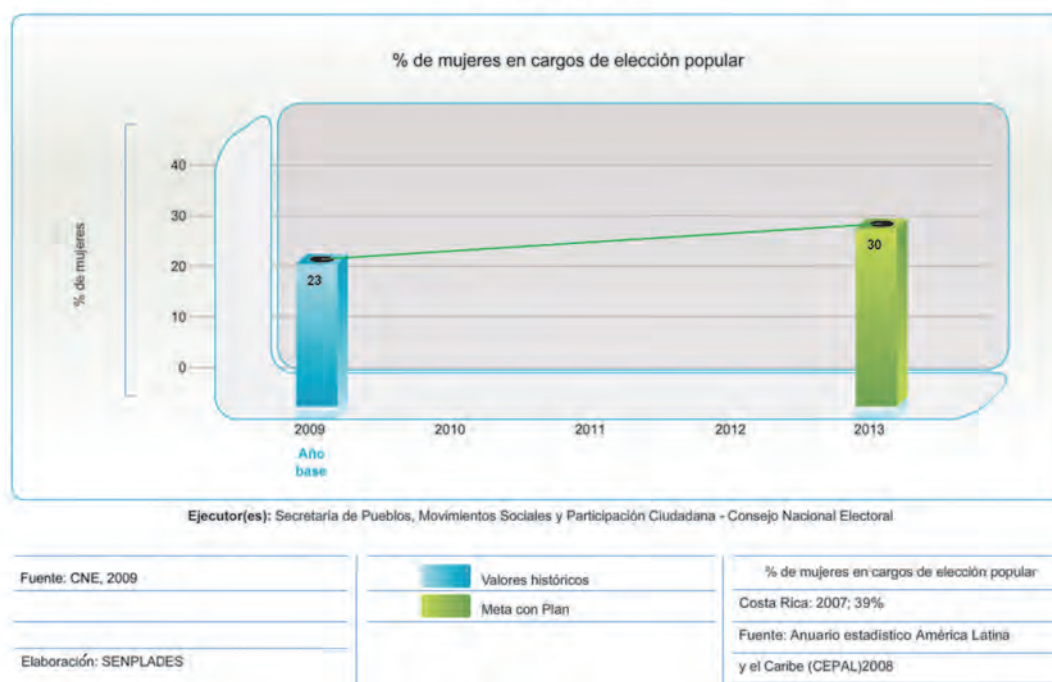 % de mujeres en cargos de elección popular
% de mujeres
40
30
20
10
0
23
30
2009
2010
2011
2012
2013
Año
base
Ejecutor(es): Secretaría de Pueblos, Movimientos Sociales y Participación Ciudadana - Consejo Nacional Electoral
Fuente: CNE, 2009
Elaboración: SENPLADES
Valores históricos
Meta con Plan
% de mujeres en cargos de elección popular
Costa Rica: 2007; 39%
Fuente: Anuario estadístico América Latina
y el Caribe (CEPAL)2008